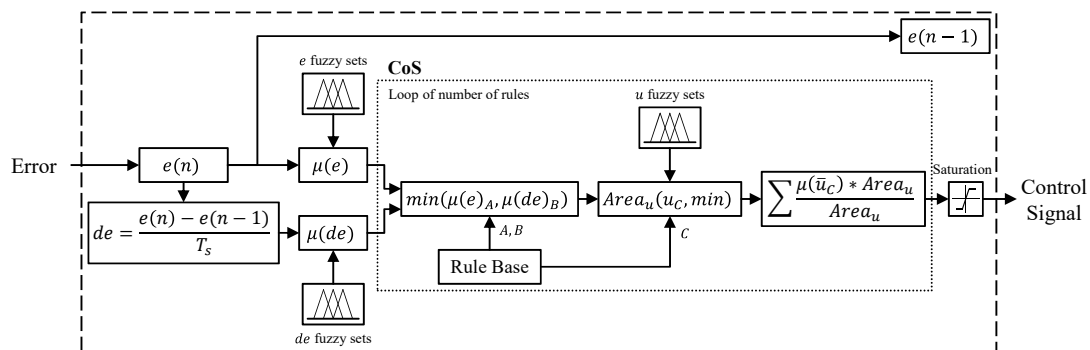 e(n − 1)
e fuzzy sets
CoS
Loop of number of rules
u fuzzy sets
Error
e(n)
μ(e)
min(μ(e)_A, μ(de)_B)
Area_u(u_C, min)
∑ μ(ū_C) * Area_u / Area_u
Saturation
Control
Signal
de = e(n) − e(n − 1) / T_s
μ(de)
A, B
C
Rule Base
de fuzzy sets